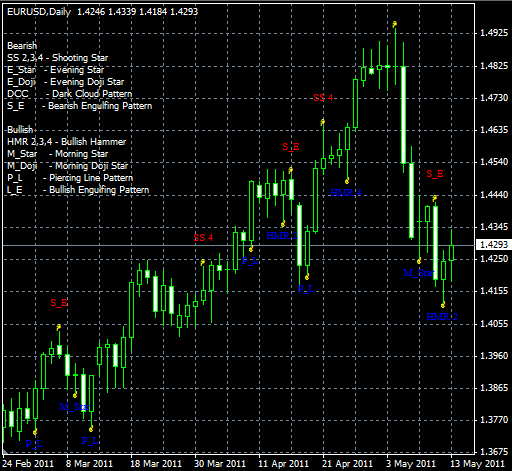 EURUSD,Daily 1.4246 1.4339 1.4184 1.4293
Bearish
SS 2,3,4 - Shooting Star
E_Star - Evening Star
E_Doji - Evening Doji Star
DCC - Dark Cloud Pattern
S_E - Bearish Engulfing Pattern
Bullish
HMR 2,3,4 - Bullish Hammer
M_Star - Morning Star
M_Doji - Morning Doji Star
P_L - Piercing Line Pattern
L_E - Bullish Engulfing Pattern
1.4925
1.4825
1.4730
1.4635
1.4540
1.4440
1.4345
1.4293
1.4250
1.4155
1.4055
1.3960
1.3865
1.3770
1.3675
SS 4
S_E
S_E
HMR
SS 4
HMR
P_L
M_Star
P_L
S_E
HMR 2
M_Star
P_L
P_L
24 Feb 2011
8 Mar 2011
18 Mar 2011
30 Mar 2011
11 Apr 2011
21 Apr 2011
3 May 2011
13 May 2011